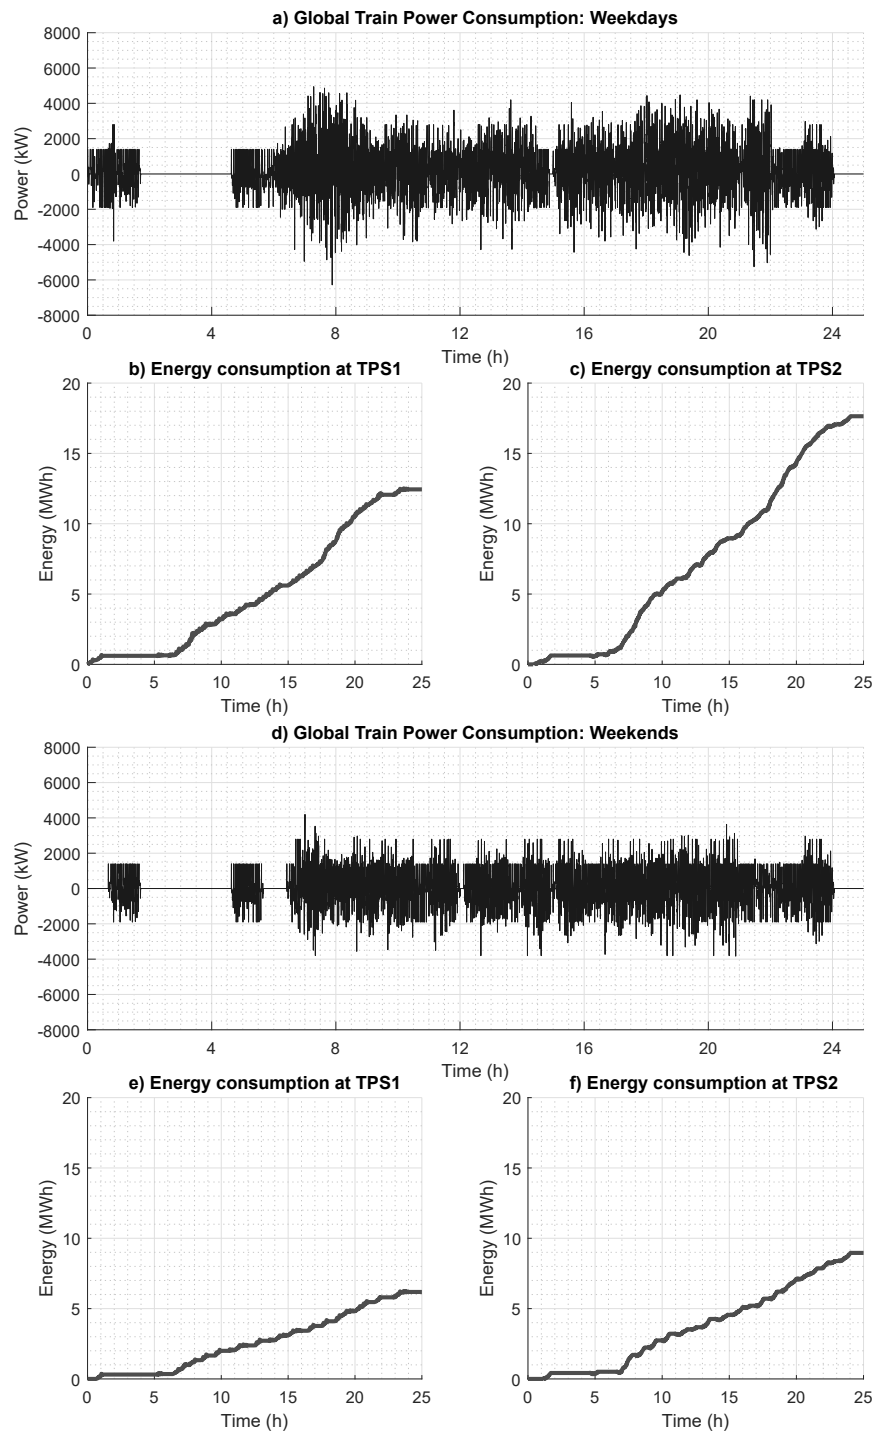 a) Global Train Power Consumption: Weekdays
8000
6000
4000
2000
0
-2000
-4000
-6000
-8000
Power (kW)
0 4 8 12 16 20 24
Time (h)
b) Energy consumption at TPS1
20
15
10
5
0
Energy (MWh)
0 5 10 15 20 25
Time (h)
c) Energy consumption at TPS2
20
15
10
5
0
Energy (MWh)
0 5 10 15 20 25
Time (h)
d) Global Train Power Consumption: Weekends
8000
6000
4000
2000
0
-2000
-4000
-6000
-8000
Power (kW)
0 4 8 12 16 20 24
Time (h)
e) Energy consumption at TPS1
20
15
10
5
0
Energy (MWh)
0 5 10 15 20 25
Time (h)
f) Energy consumption at TPS2
20
15
10
5
0
Energy (MWh)
0 5 10 15 20 25
Time (h)